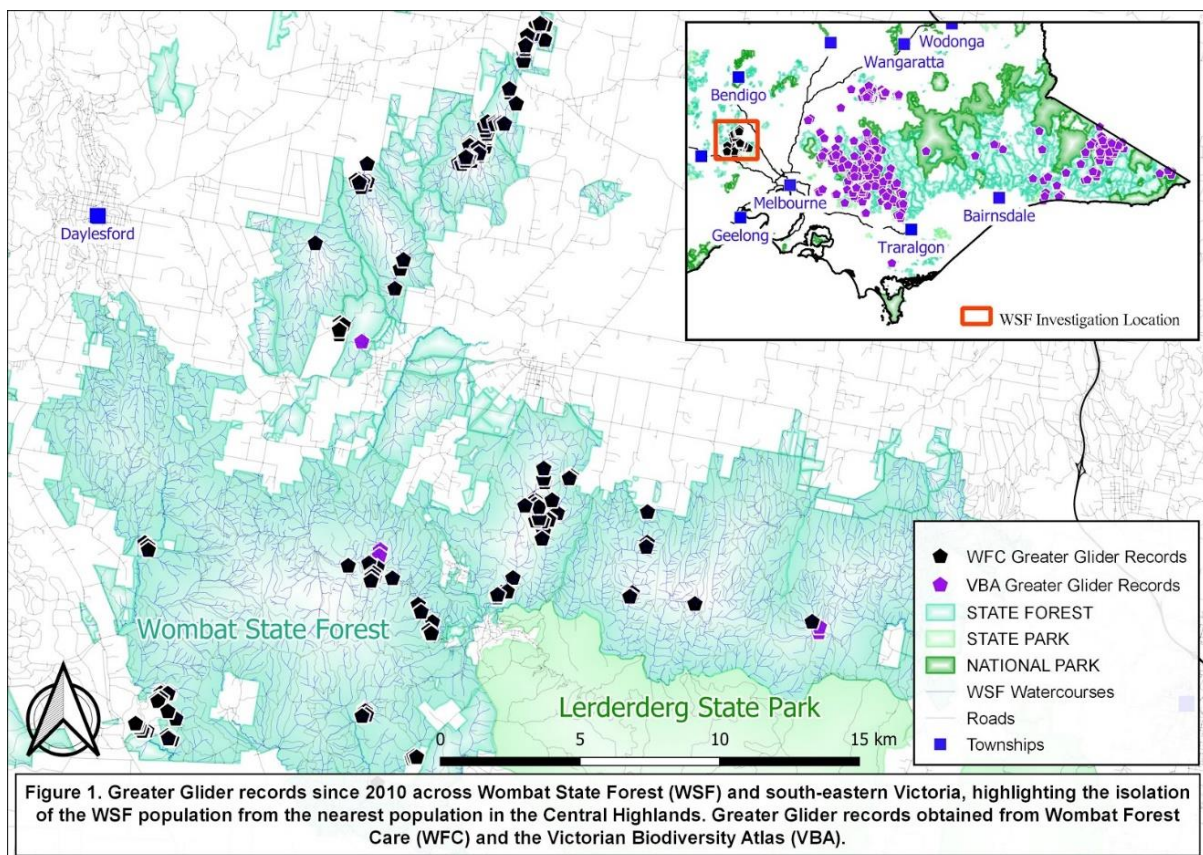 Wodonga
Wangaratta
Bendigo
Melbourne
Geelong
Bairnsdale
Traralgon
WSF Investigation Location
Daylesford
Wombat State Forest
Lerderderg State Park
0 5 10 15 km
WFC Greater Glider Records
VBA Greater Glider Records
STATE FOREST
STATE PARK
NATIONAL PARK
WSF Watercourses
Roads
Townships
Figure 1. Greater Glider records since 2010 across Wombat State Forest (WSF) and south-eastern Victoria, highlighting the isolation
of the WSF population from the nearest population in the Central Highlands. Greater Glider records obtained from Wombat Forest
Care (WFC) and the Victorian Biodiversity Atlas (VBA).